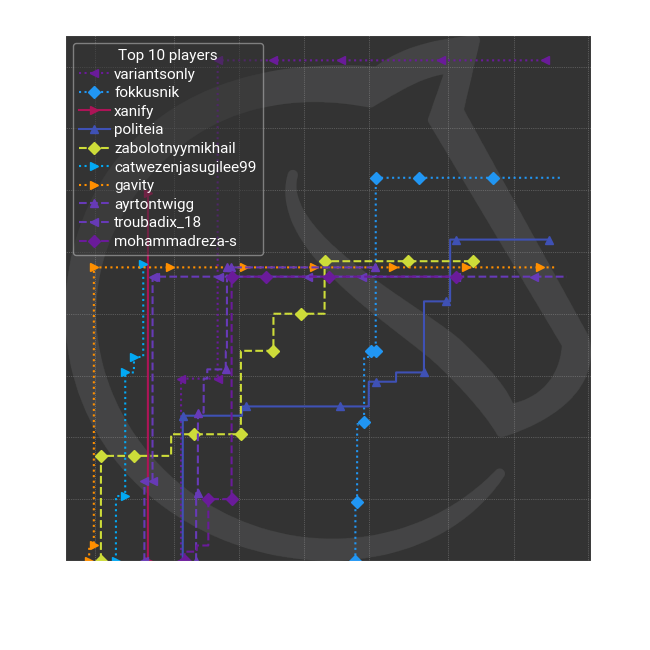 Top 10 players
variantsonly
fokkusnik
xanify
politeia
zabolotnyymikhail
catwezenjasugilee99
gavity
ayrtontwigg
troubadix_18
mohammadreza-s